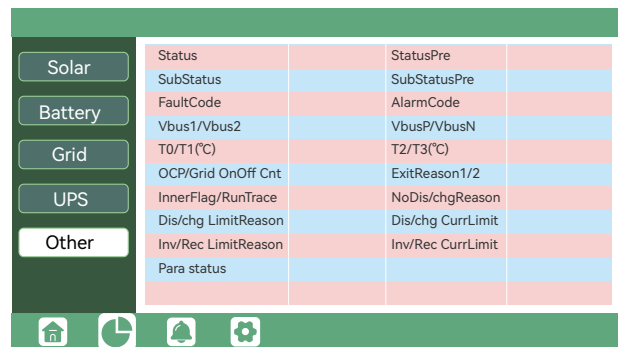 Solar
Battery
Grid
UPS
Other
Status StatusPre
SubStatus SubStatusPre
FaultCode AlarmCode
Vbus1/Vbus2 VbusP/VbusN
T0/T1(℃) T2/T3(℃)
OCP/Grid OnOff Cnt ExitReason1/2
InnerFlag/RunTrace NoDis/chgReason
Dis/chg LimitReason Dis/chg CurrLimit
Inv/Rec LimitReason Inv/Rec CurrLimit
Para status